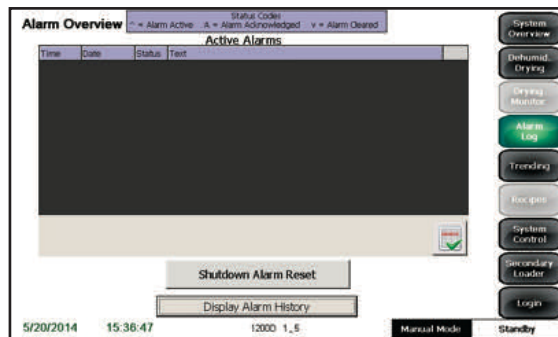 Alarm Overview
Status Codes
^ = Alarm Active A = Alarm Acknowledged v = Alarm Cleared
Active Alarms
Time Date Status Text
Shutdown Alarm Reset
Display Alarm History
5/20/2014 15:36:47 1200D 1_5 Manual Mode Standby
System
Overview
Dehumid.
Drying
Drying
Monitor
Alarm
Log
Trending
Recipes
System
Control
Secondary
Loader
Login